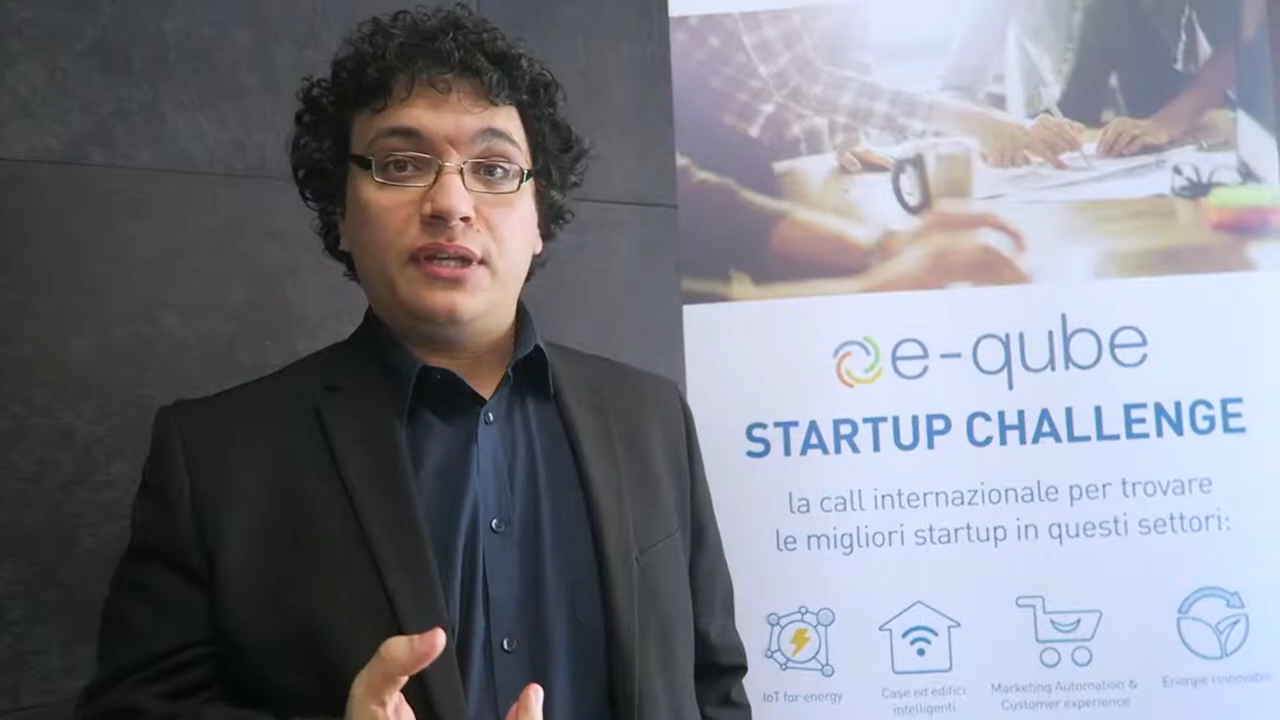 e-qube
STARTUP CHALLENGE
la call internazionale per trovare
le migliori startup in questi settori:
IoT for energy
Case ed edifici
intelligenti
Marketing Automation &
Customer experience
Energie rinnovabili